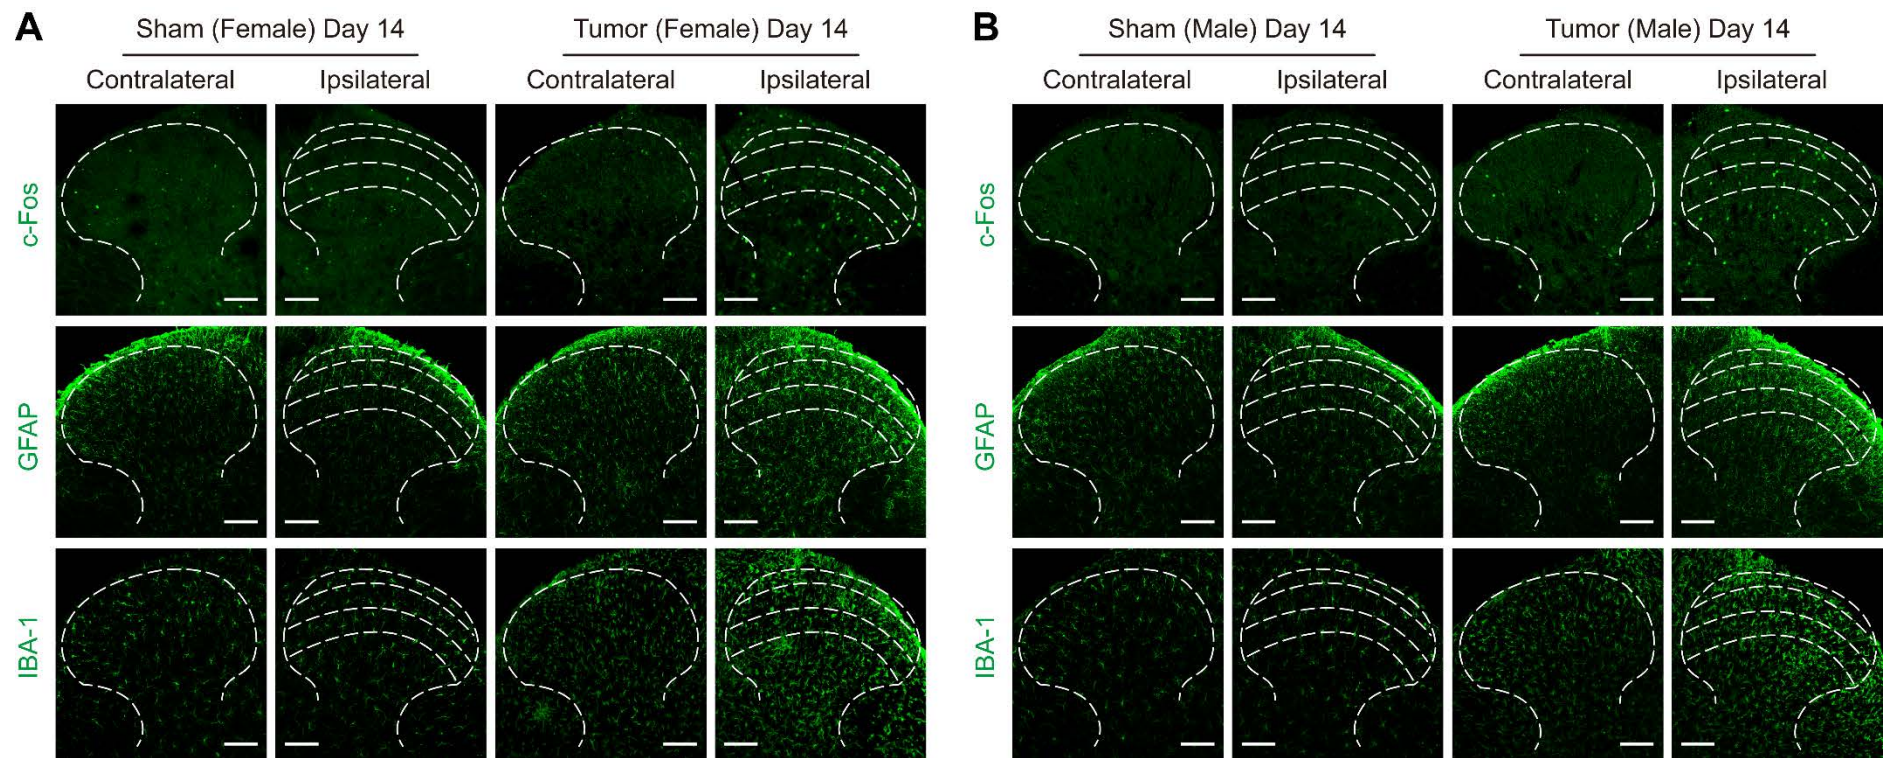 A
Sham (Female) Day 14
Tumor (Female) Day 14
Contralateral
Ipsilateral
Contralateral
Ipsilateral
c-Fos
GFAP
IBA-1
B
Sham (Male) Day 14
Tumor (Male) Day 14
Contralateral
Ipsilateral
Contralateral
Ipsilateral
c-Fos
GFAP
IBA-1